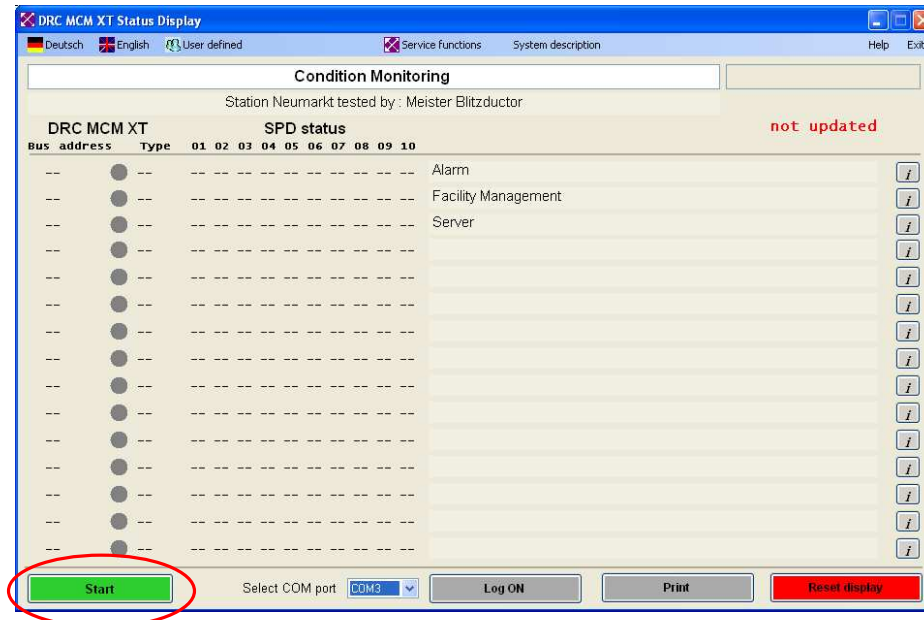 DRC MCM XT Status Display
Deutsch English User defined Service functions System description Help Exit
Condition Monitoring
Station Neumarkt tested by : Meister Blitzductor
DRC MCM XT SPD status not updated
Bus address Type 01 02 03 04 05 06 07 08 09 10
-- -- -- -- -- -- -- -- -- -- -- -- Alarm i
-- -- -- -- -- -- -- -- -- -- -- -- Facility Management i
-- -- -- -- -- -- -- -- -- -- -- -- Server i
-- -- -- -- -- -- -- -- -- -- -- -- i
-- -- -- -- -- -- -- -- -- -- -- -- i
-- -- -- -- -- -- -- -- -- -- -- -- i
-- -- -- -- -- -- -- -- -- -- -- -- i
-- -- -- -- -- -- -- -- -- -- -- -- i
-- -- -- -- -- -- -- -- -- -- -- -- i
-- -- -- -- -- -- -- -- -- -- -- -- i
-- -- -- -- -- -- -- -- -- -- -- -- i
-- -- -- -- -- -- -- -- -- -- -- -- i
-- -- -- -- -- -- -- -- -- -- -- -- i
-- -- -- -- -- -- -- -- -- -- -- -- i
-- -- -- -- -- -- -- -- -- -- -- -- i
Start Select COM port COM3 Log ON Print Reset display